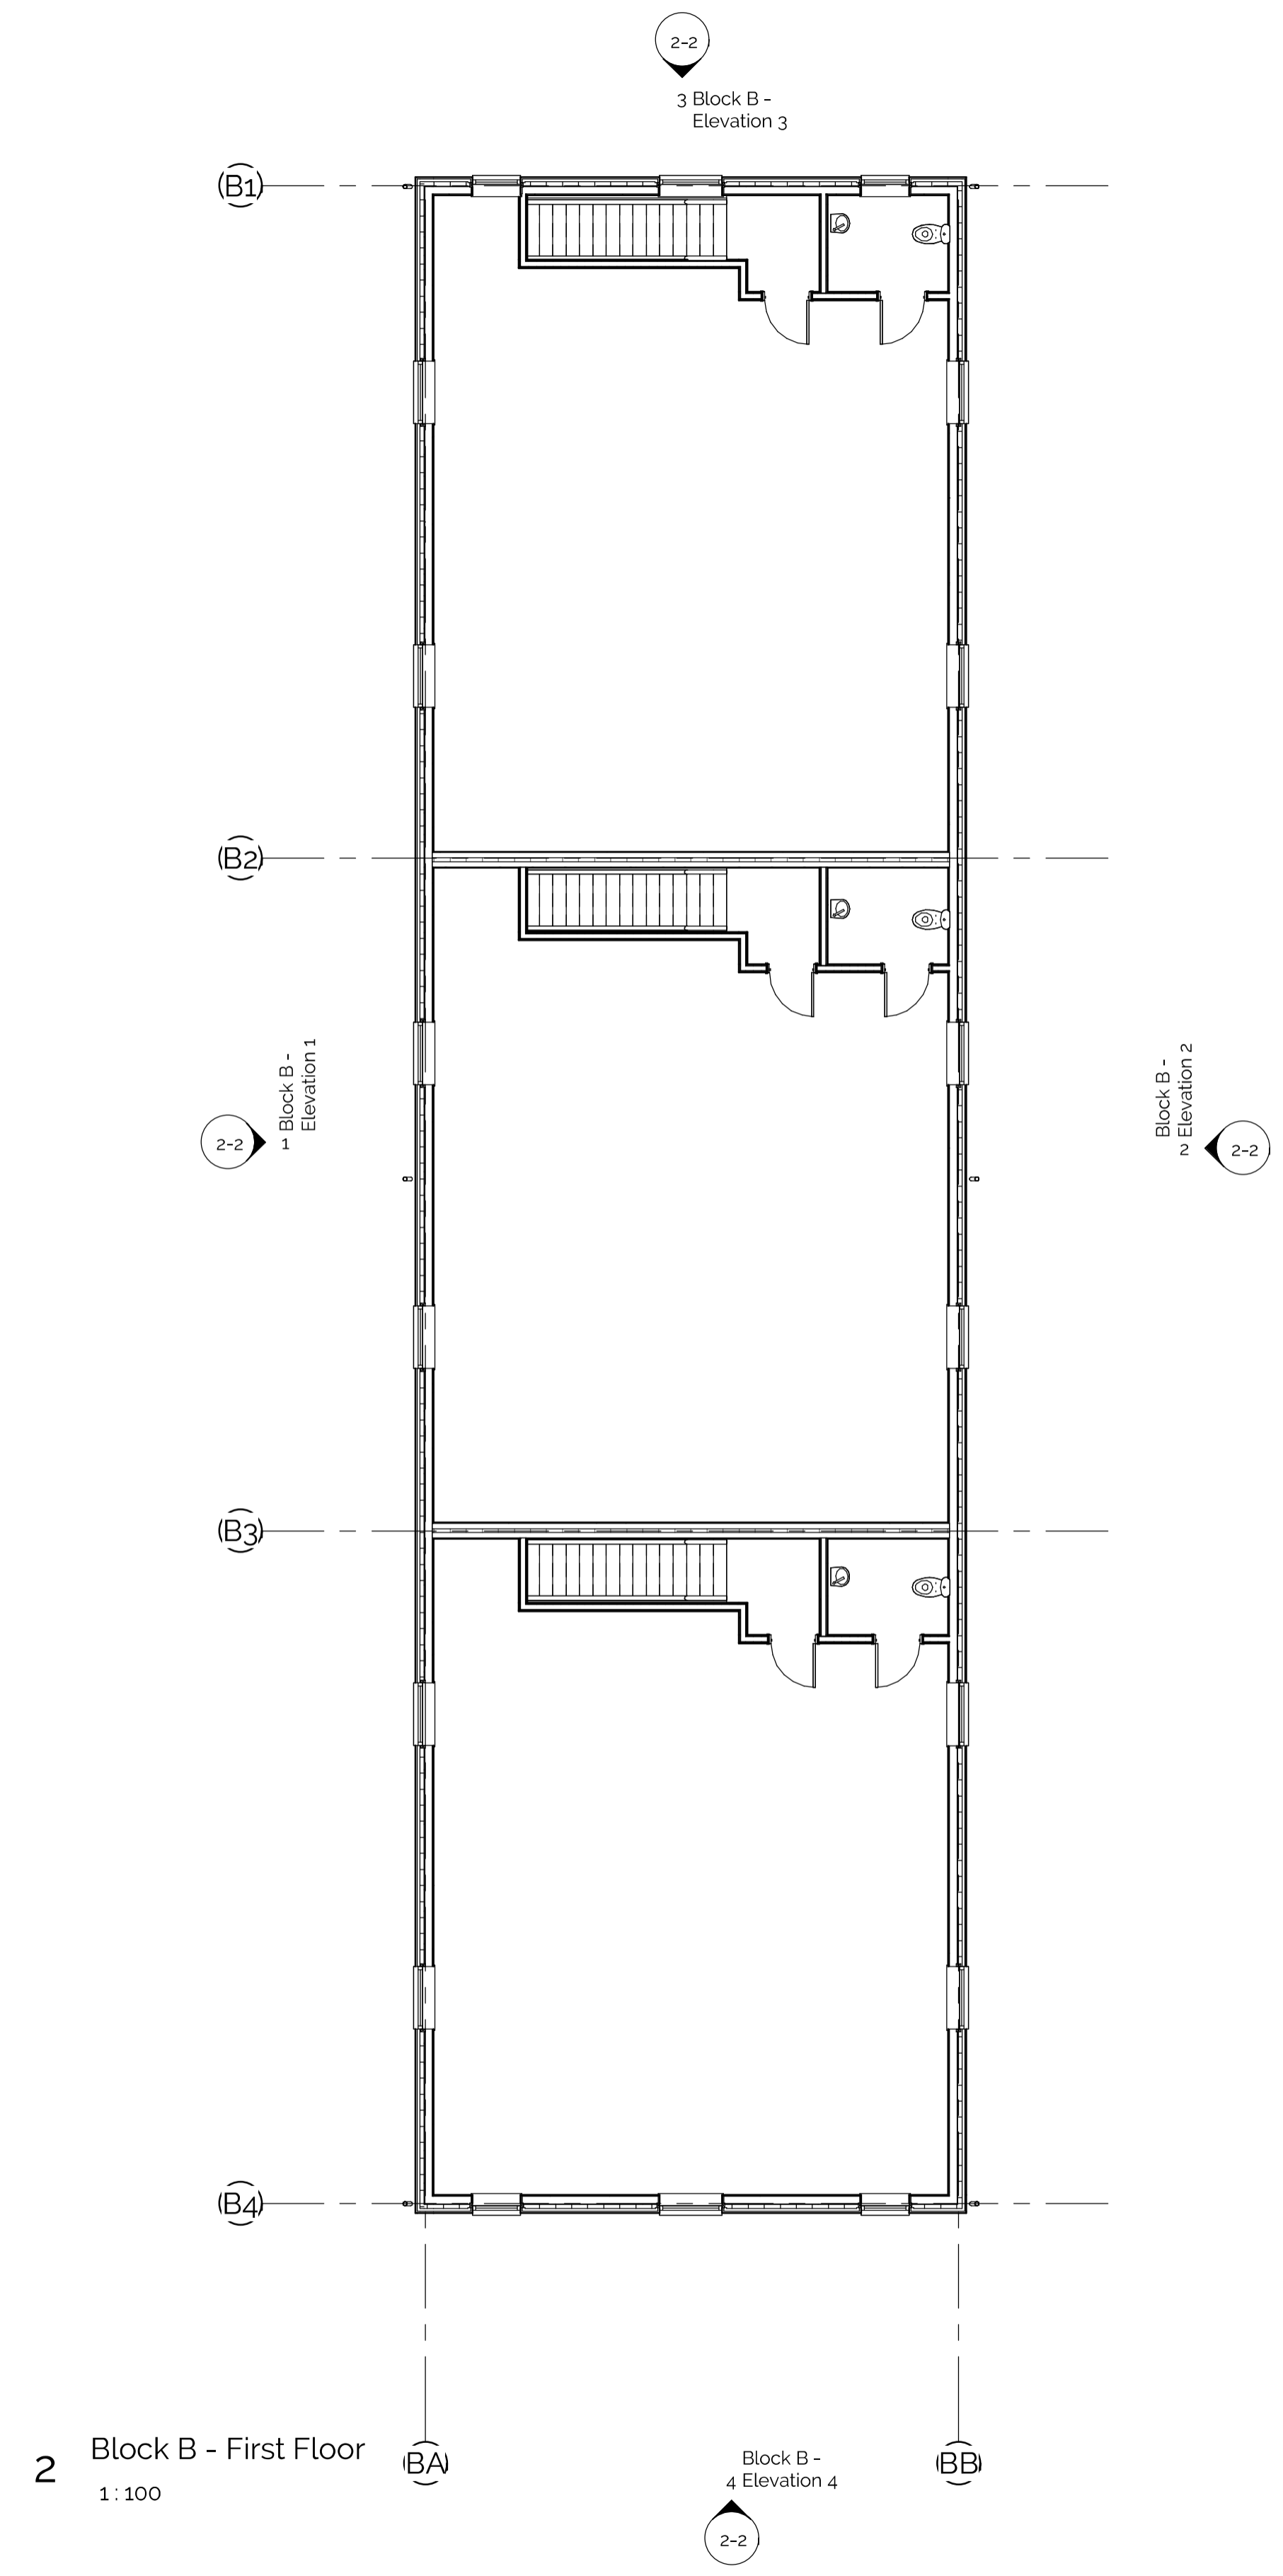 2-2
3 Block B -
Elevation 3
B1
B2
Block B -
1 Elevation 1
2-2
Block B -
2 Elevation 2
2-2
B3
B4
2 Block B - First Floor
1 : 100
BA
BB
Block B -
4 Elevation 4
2-2